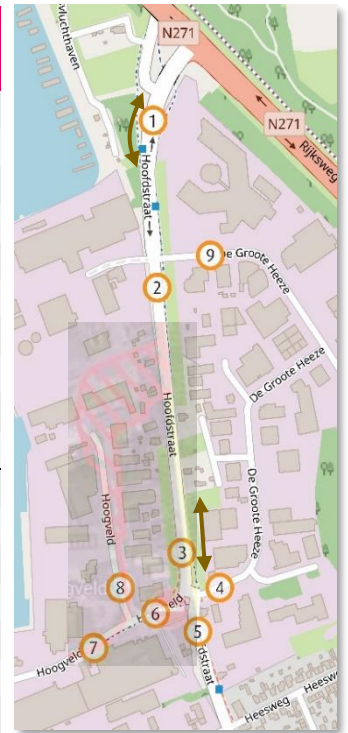 vluchthaven
N271
N271
Rijksweg
1
Hoofdstraat
9
De Groote Heeze
2
De Groote Heeze
Hoofdstraat
De Groote Heeze
Hoogveld
3
8
4
6
5
7
Hoogveld
dstraat
Heesweg
Heesw